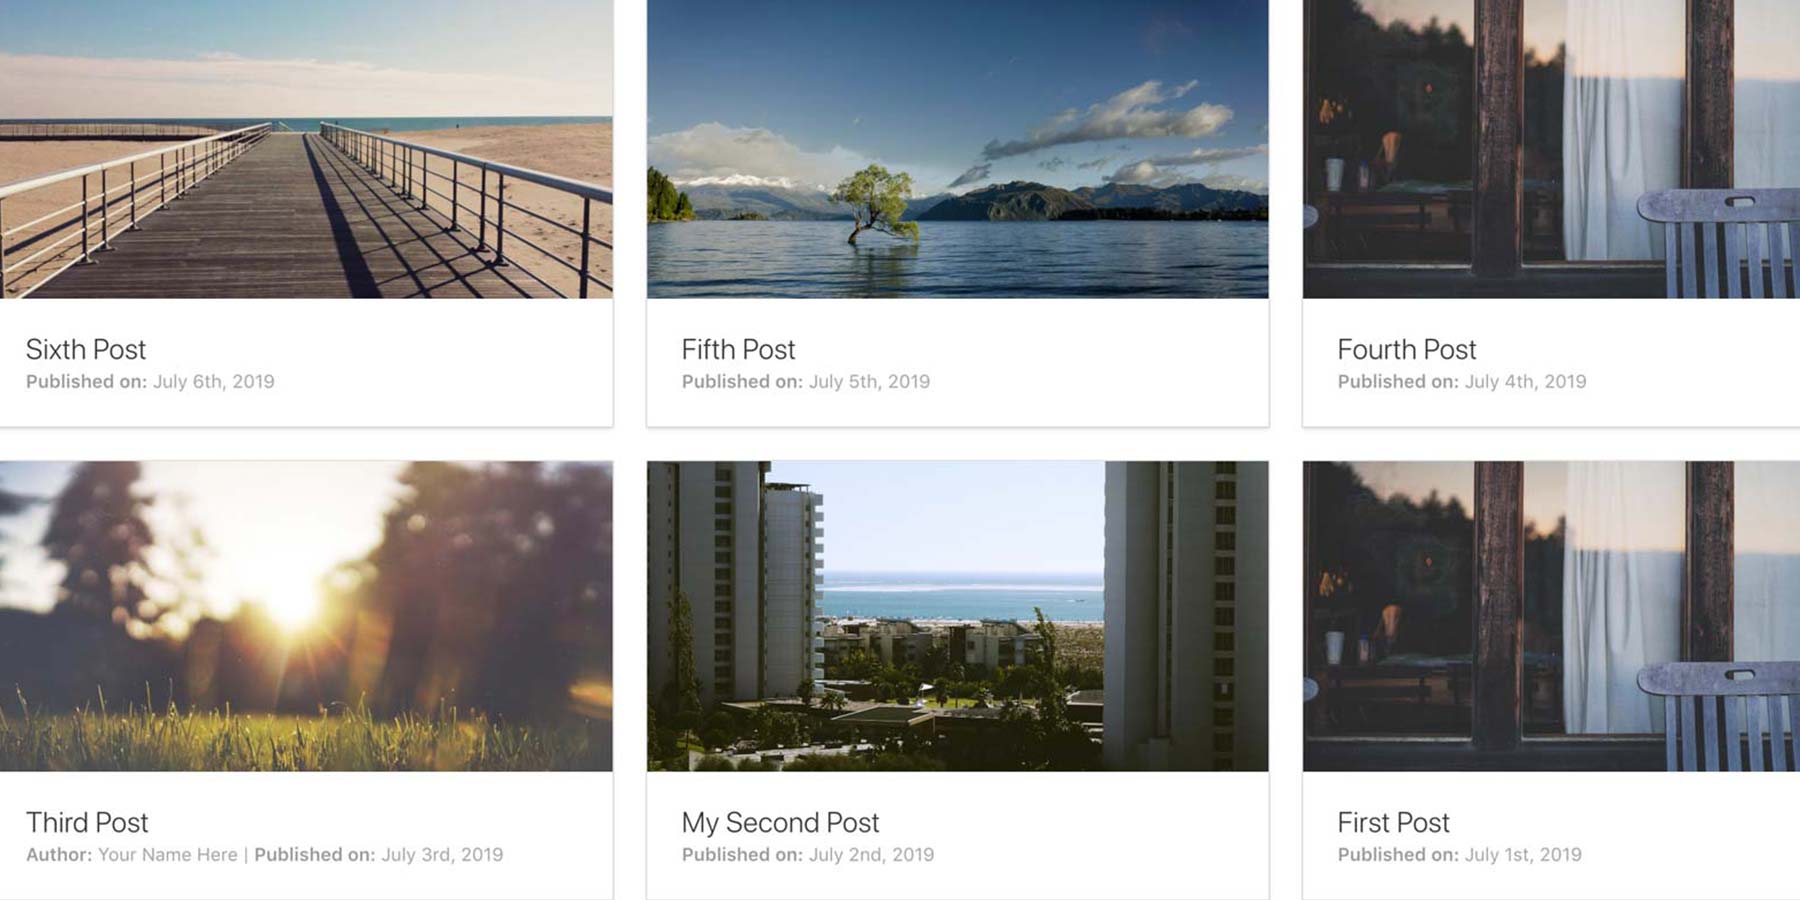 Sixth Post
Published on: July 6th, 2019
Fifth Post
Published on: July 5th, 2019
Fourth Post
Published on: July 4th, 2019
Third Post
Author: Your Name Here | Published on: July 3rd, 2019
My Second Post
Published on: July 2nd, 2019
First Post
Published on: July 1st, 2019